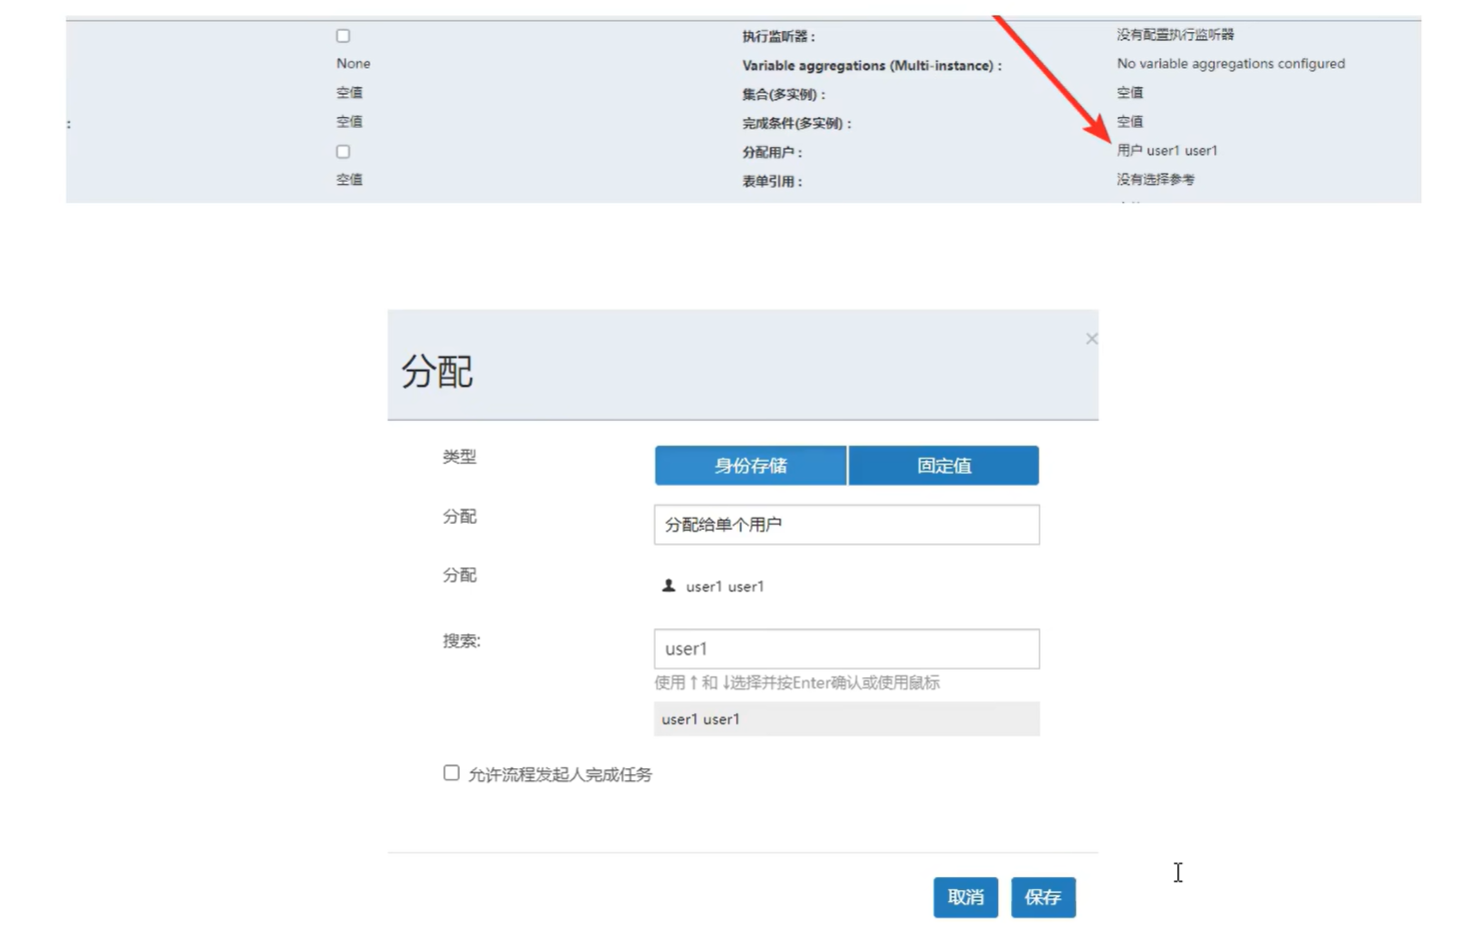 执行监听器：
没有配置执行监听器
None
Variable aggregations (Multi-instance)：
No variable aggregations configured
空值
集合(多实例)：
空值
：
空值
完成条件(多实例)：
空值
分配用户：
用户 user1 user1
空值
表单引用：
没有选择参考
分配
×
类型
身份存储
固定值
分配
分配给单个用户
分配
user1 user1
搜索:
user1
使用↑和↓选择并按Enter确认或使用鼠标
user1 user1
允许流程发起人完成任务
取消
保存